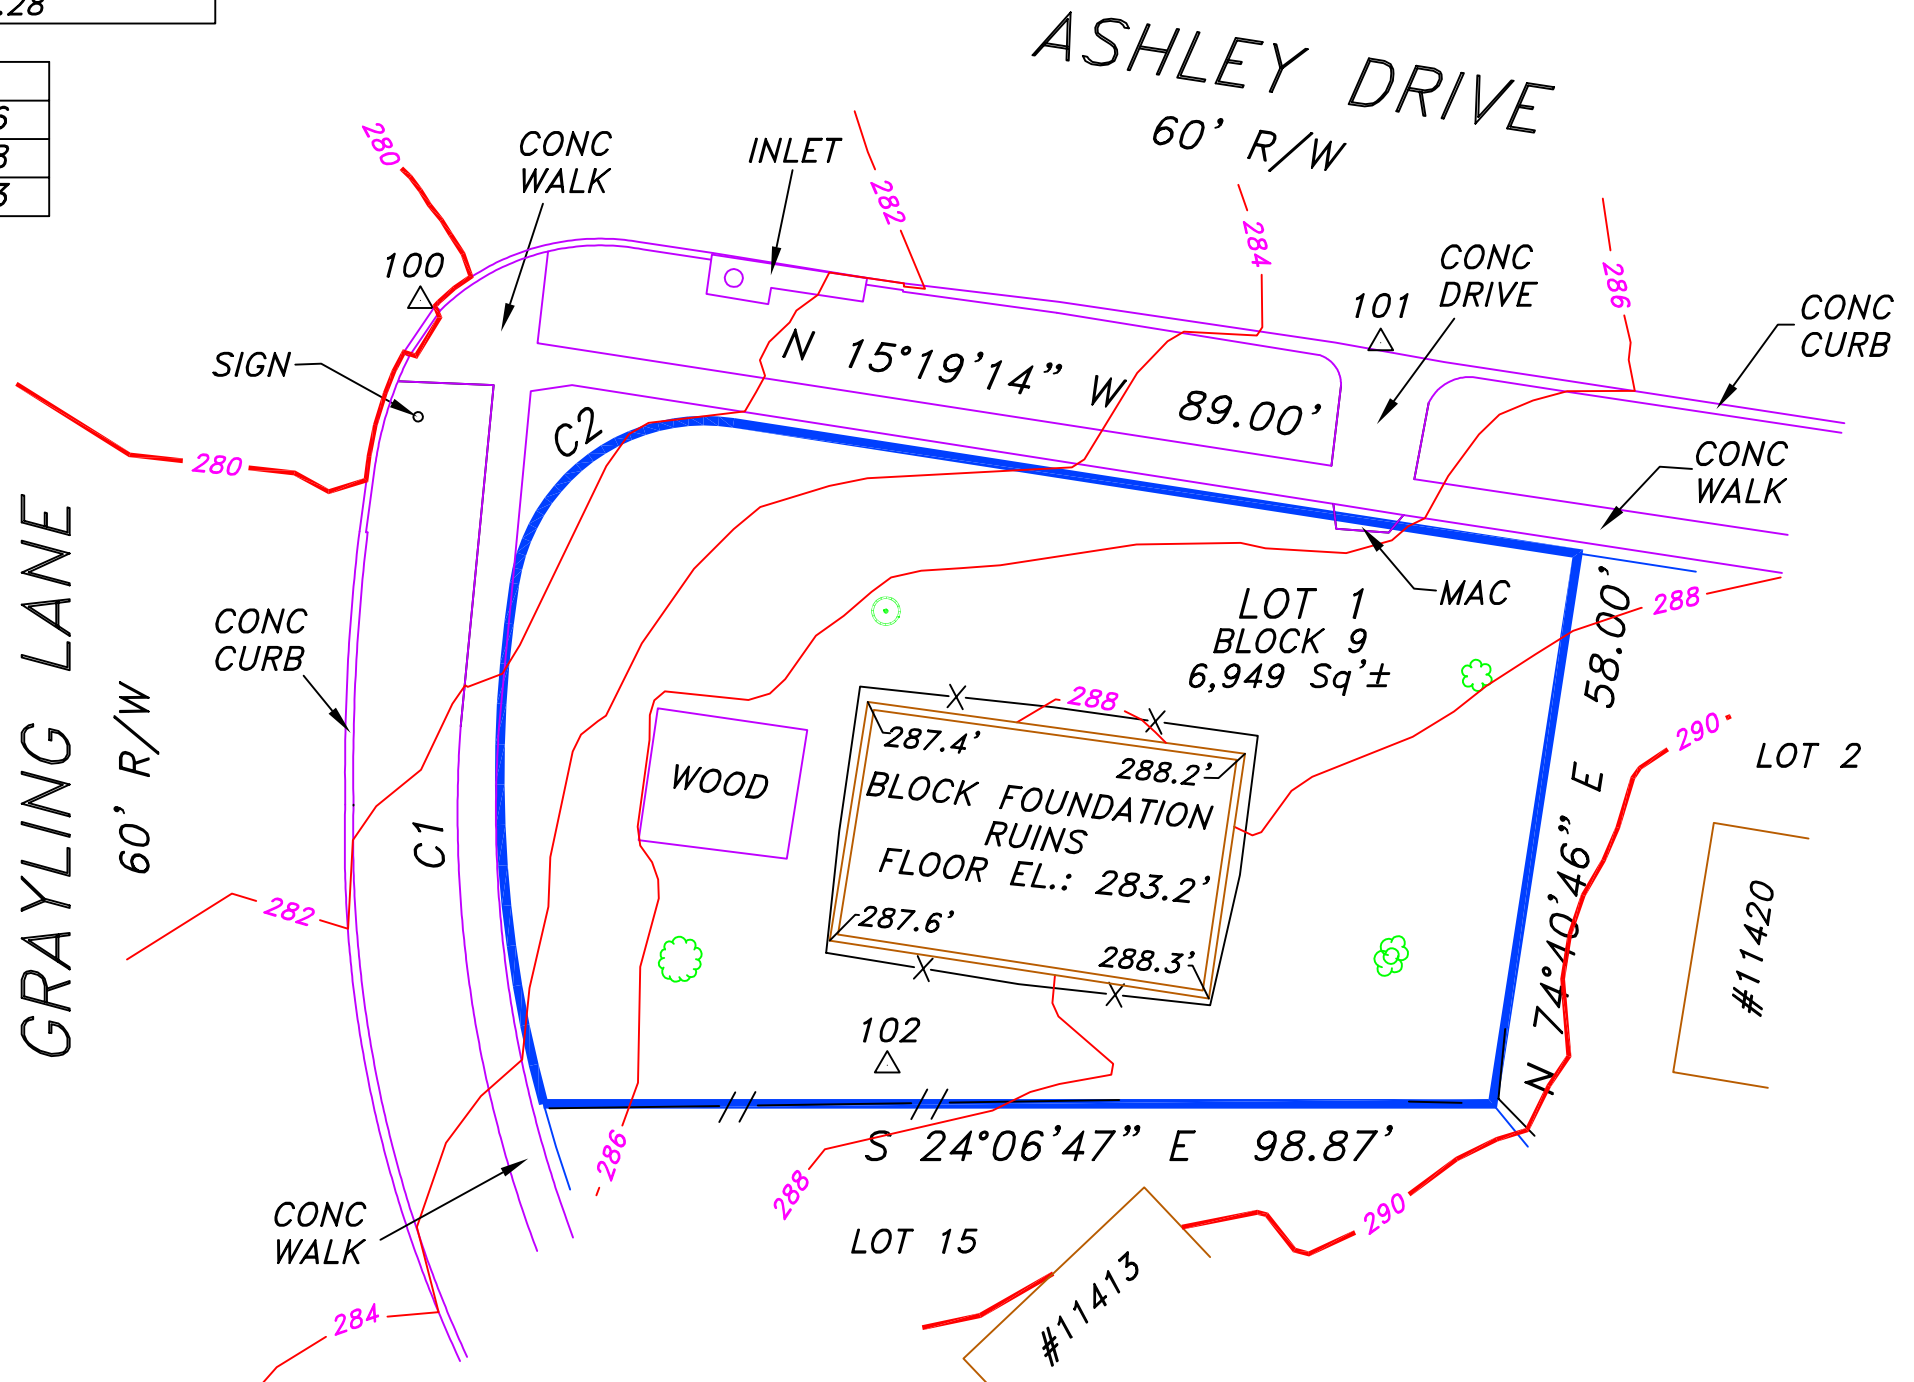 .28
6
8
3
ASHLEY DRIVE
60' R/W
280
CONC
WALK
INLET
282
284
286
100
101
CONC
DRIVE
CONC
CURB
SIGN
N 15°19'14" W 89.00'
C2
280
CONC
WALK
GRAYLING LANE
60' R/W
CONC
CURB
MAC
LOT 1
BLOCK 9
6,949 Sq'±
288
58.00'
N 74°40'46" E
288
287.4'
288.2'
WOOD
BLOCK FOUNDATION
RUINS
FLOOR EL.: 283.2'
287.6'
288.3'
290
LOT 2
#11420
C1
282
102
S 24°06'47" E 98.87'
286
288
290
CONC
WALK
LOT 15
#11413
284